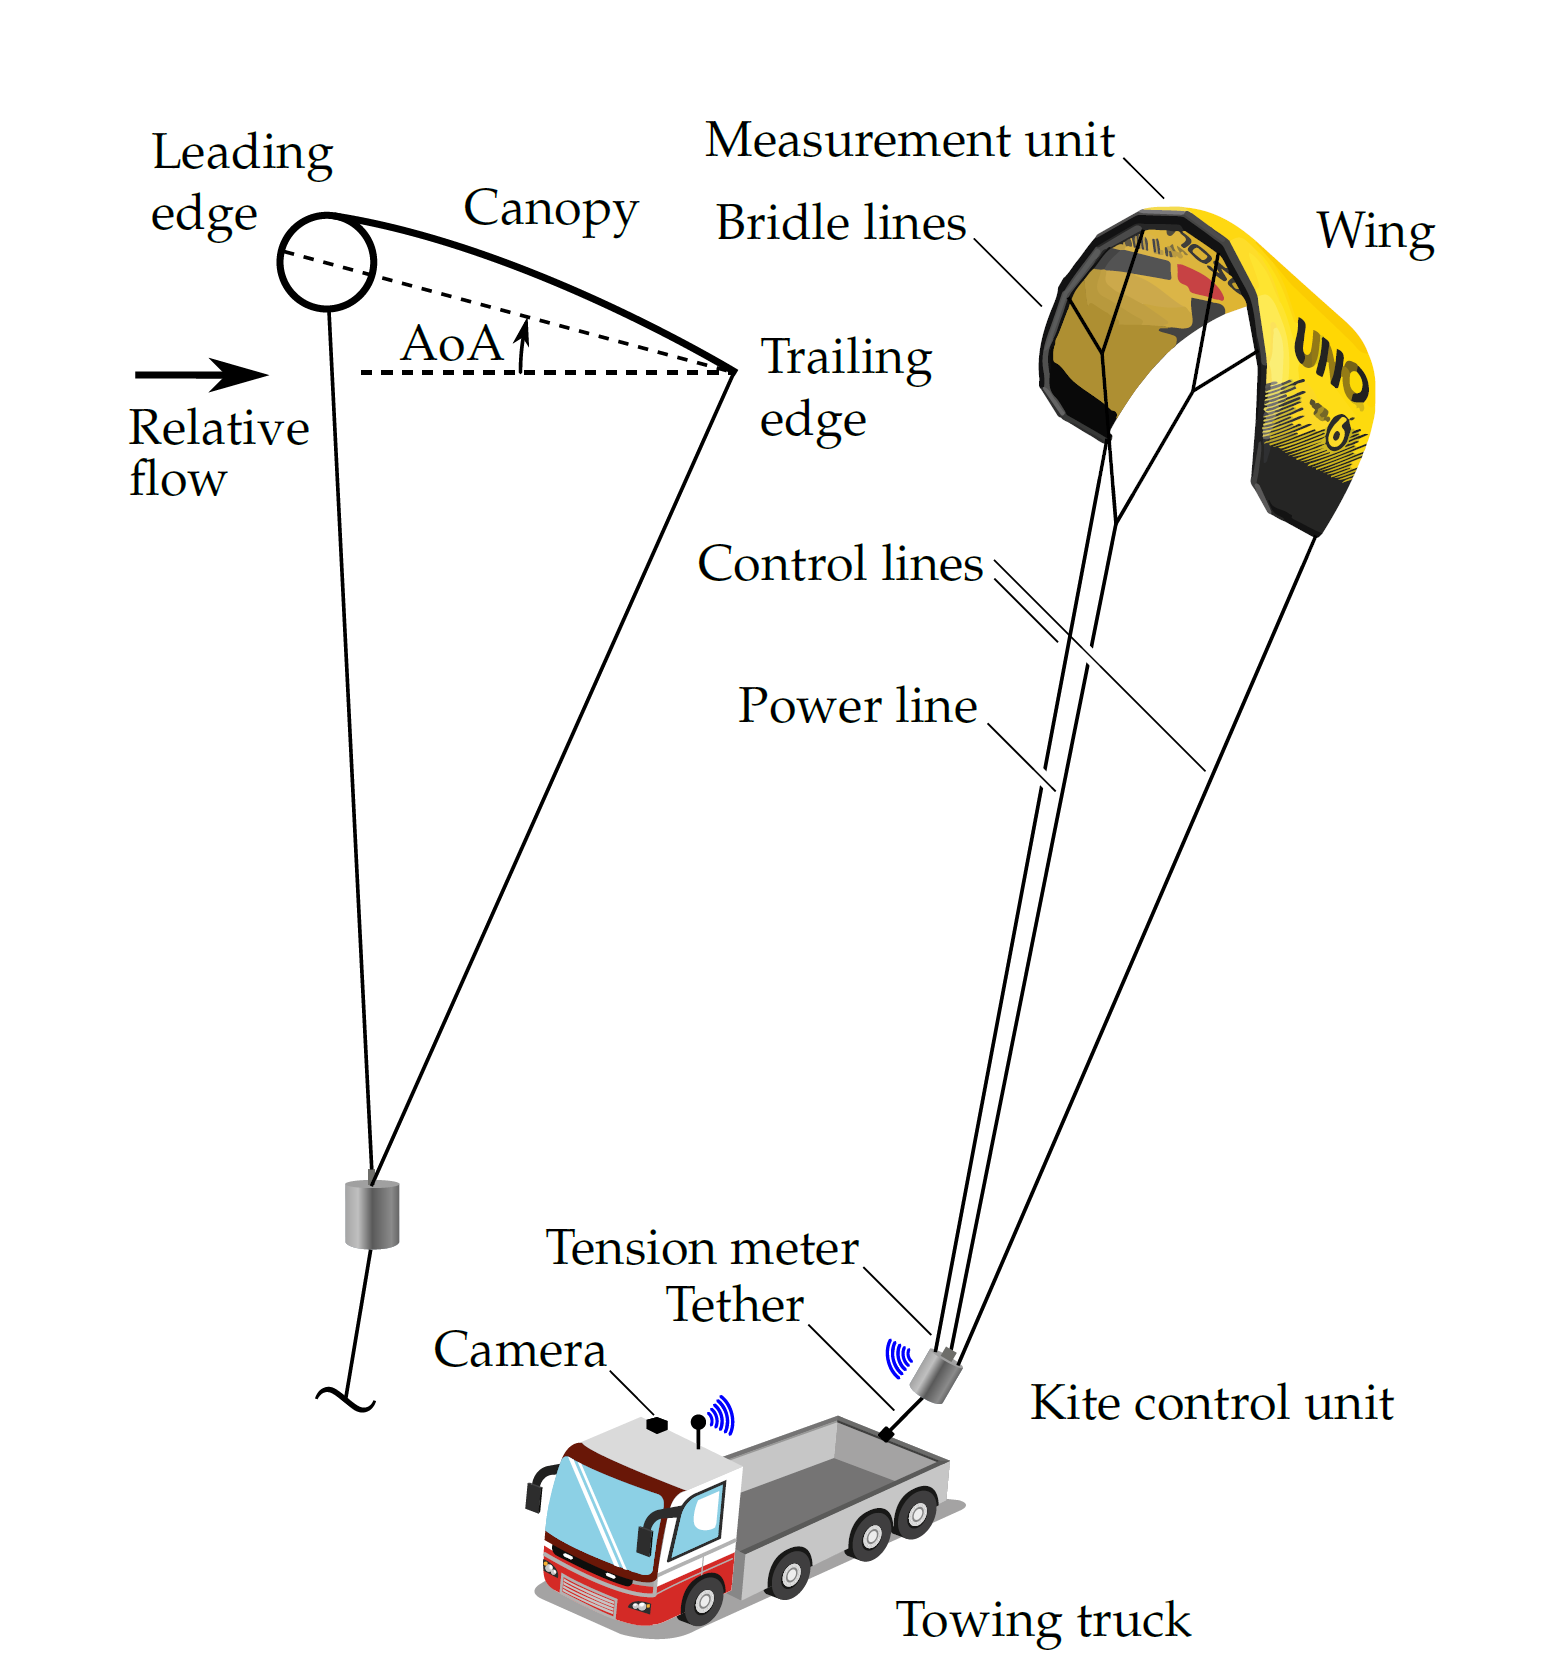 Leading
edge
Canopy
AoA
Relative
flow
Trailing
edge
Measurement unit
Bridle lines
Wing
UNO
6
Control lines
Power line
Tension meter
Tether
Camera
Kite control unit
Towing truck